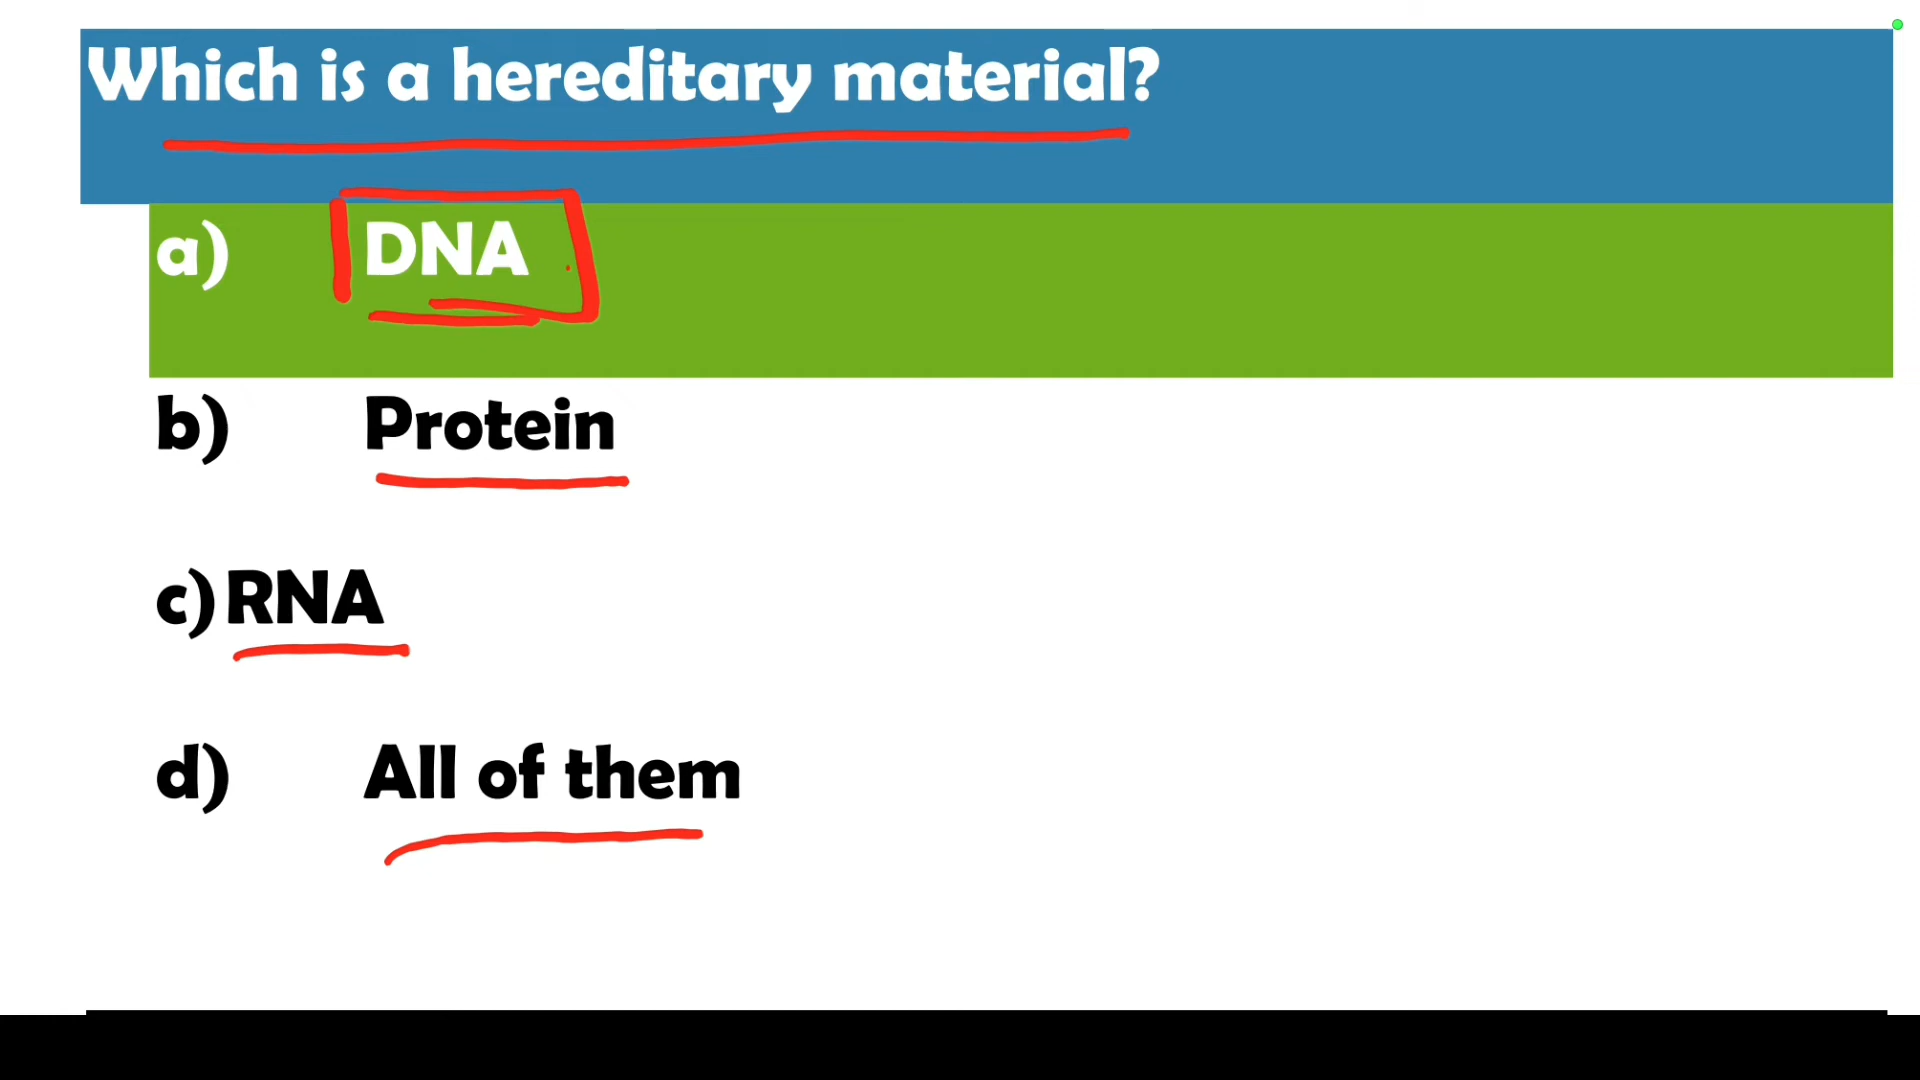 Which is a hereditary material?
a) DNA
b) Protein
c) RNA
d) All of them